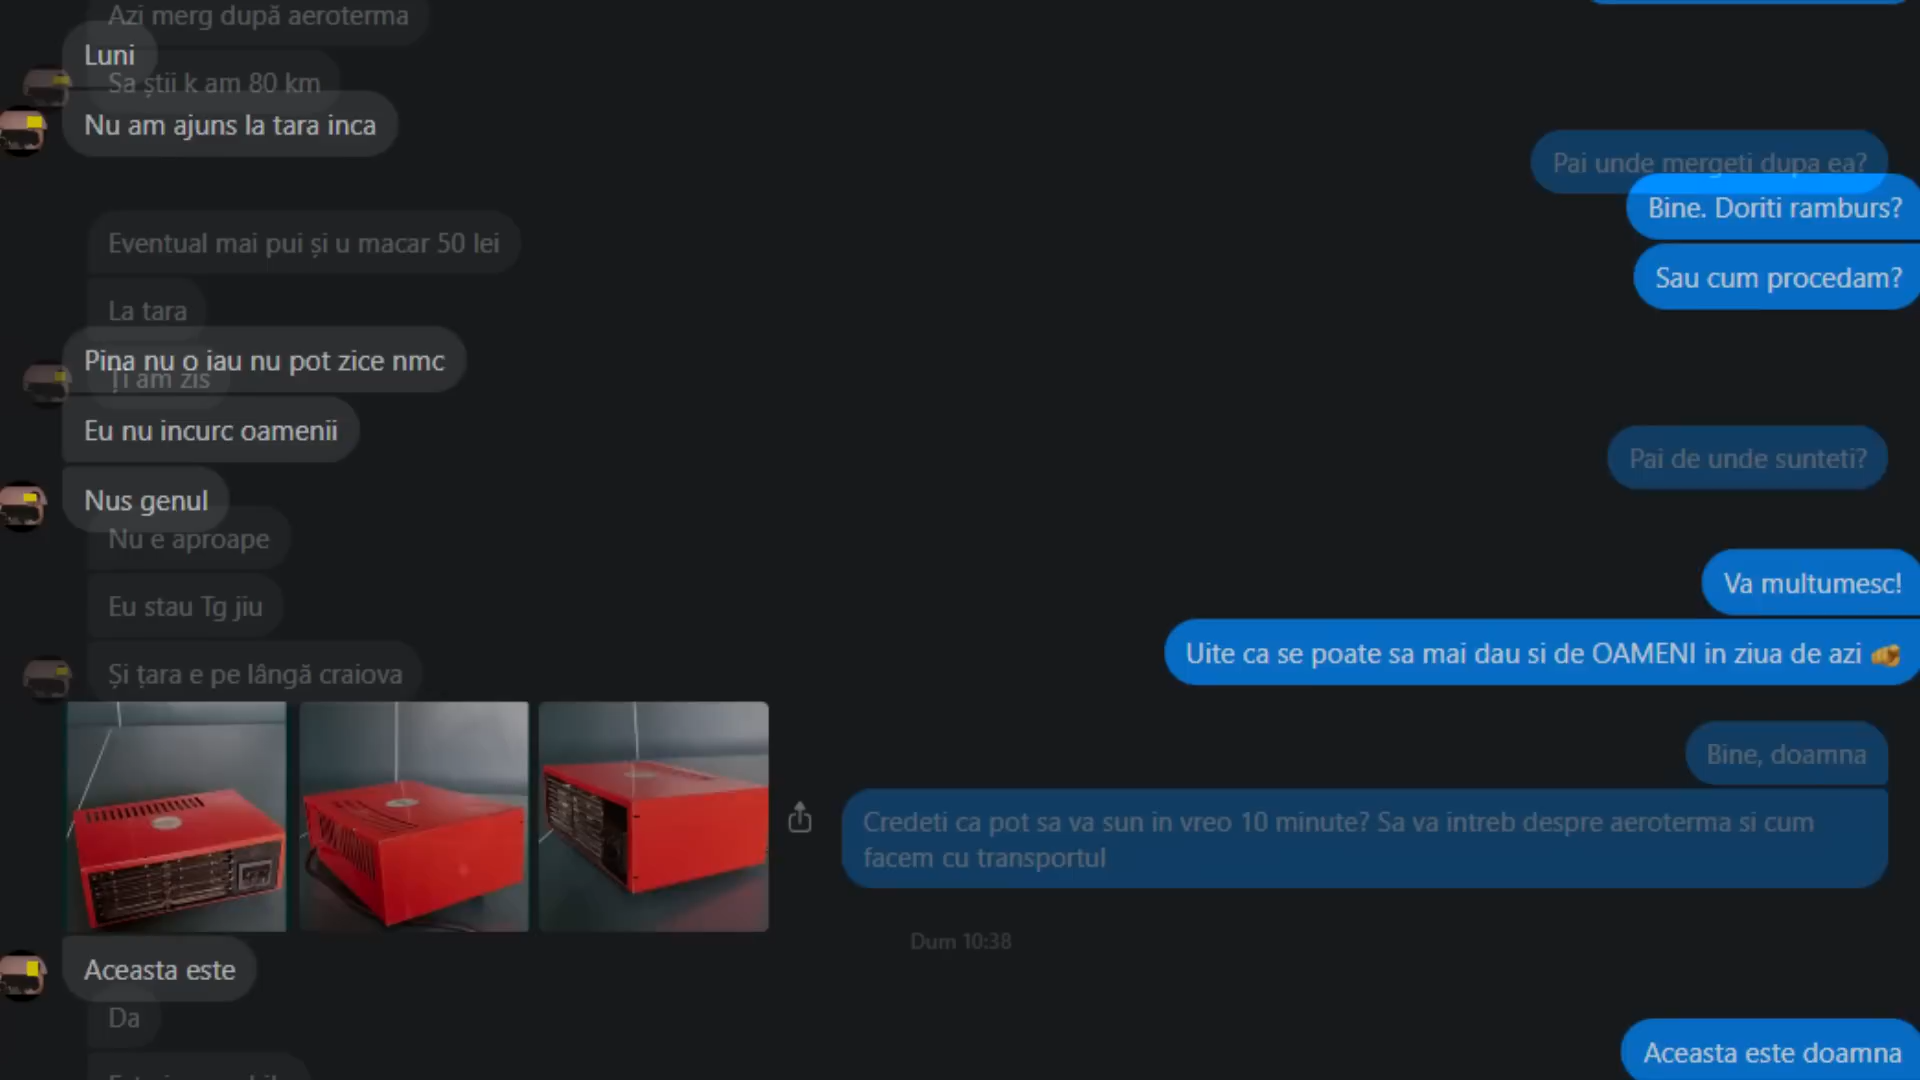 Azi merg după aeroterma
Luni
Sa știi k am 80 km
Nu am ajuns la tara inca
Pai unde mergeti dupa ea?
Bine. Doriti ramburs?
Eventual mai pui și u macar 50 lei
Sau cum procedam?
La tara
Pina nu o iau nu pot zice nmc
Ți am zis
Eu nu incurc oamenii
Pai de unde sunteti?
Nus genul
Nu e aproape
Va multumesc!
Eu stau Tg jiu
Uite ca se poate sa mai dau si de OAMENI in ziua de azi
Și țara e pe lângă craiova
Bine, doamna
Credeti ca pot sa va sun in vreo 10 minute? Sa va intreb despre aeroterma si cum
facem cu transportul
Dum 10:38
Aceasta este
Da
Aceasta este doamna